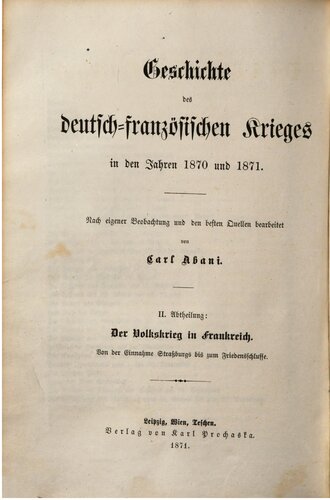 Geschichte
des
deutsch=französischen Krieges
in den Jahren 1870 und 1871.
Nach eigener Beobachtung und den besten Quellen bearbeitet
von
Carl Abani.
II. Abtheilung:
Der Volkskrieg in Frankreich.
Von der Einnahme Straßburgs bis zum Friedensschlusse.
Leipzig, Wien, Teschen.
Verlag von Karl Prochaska.
1871.